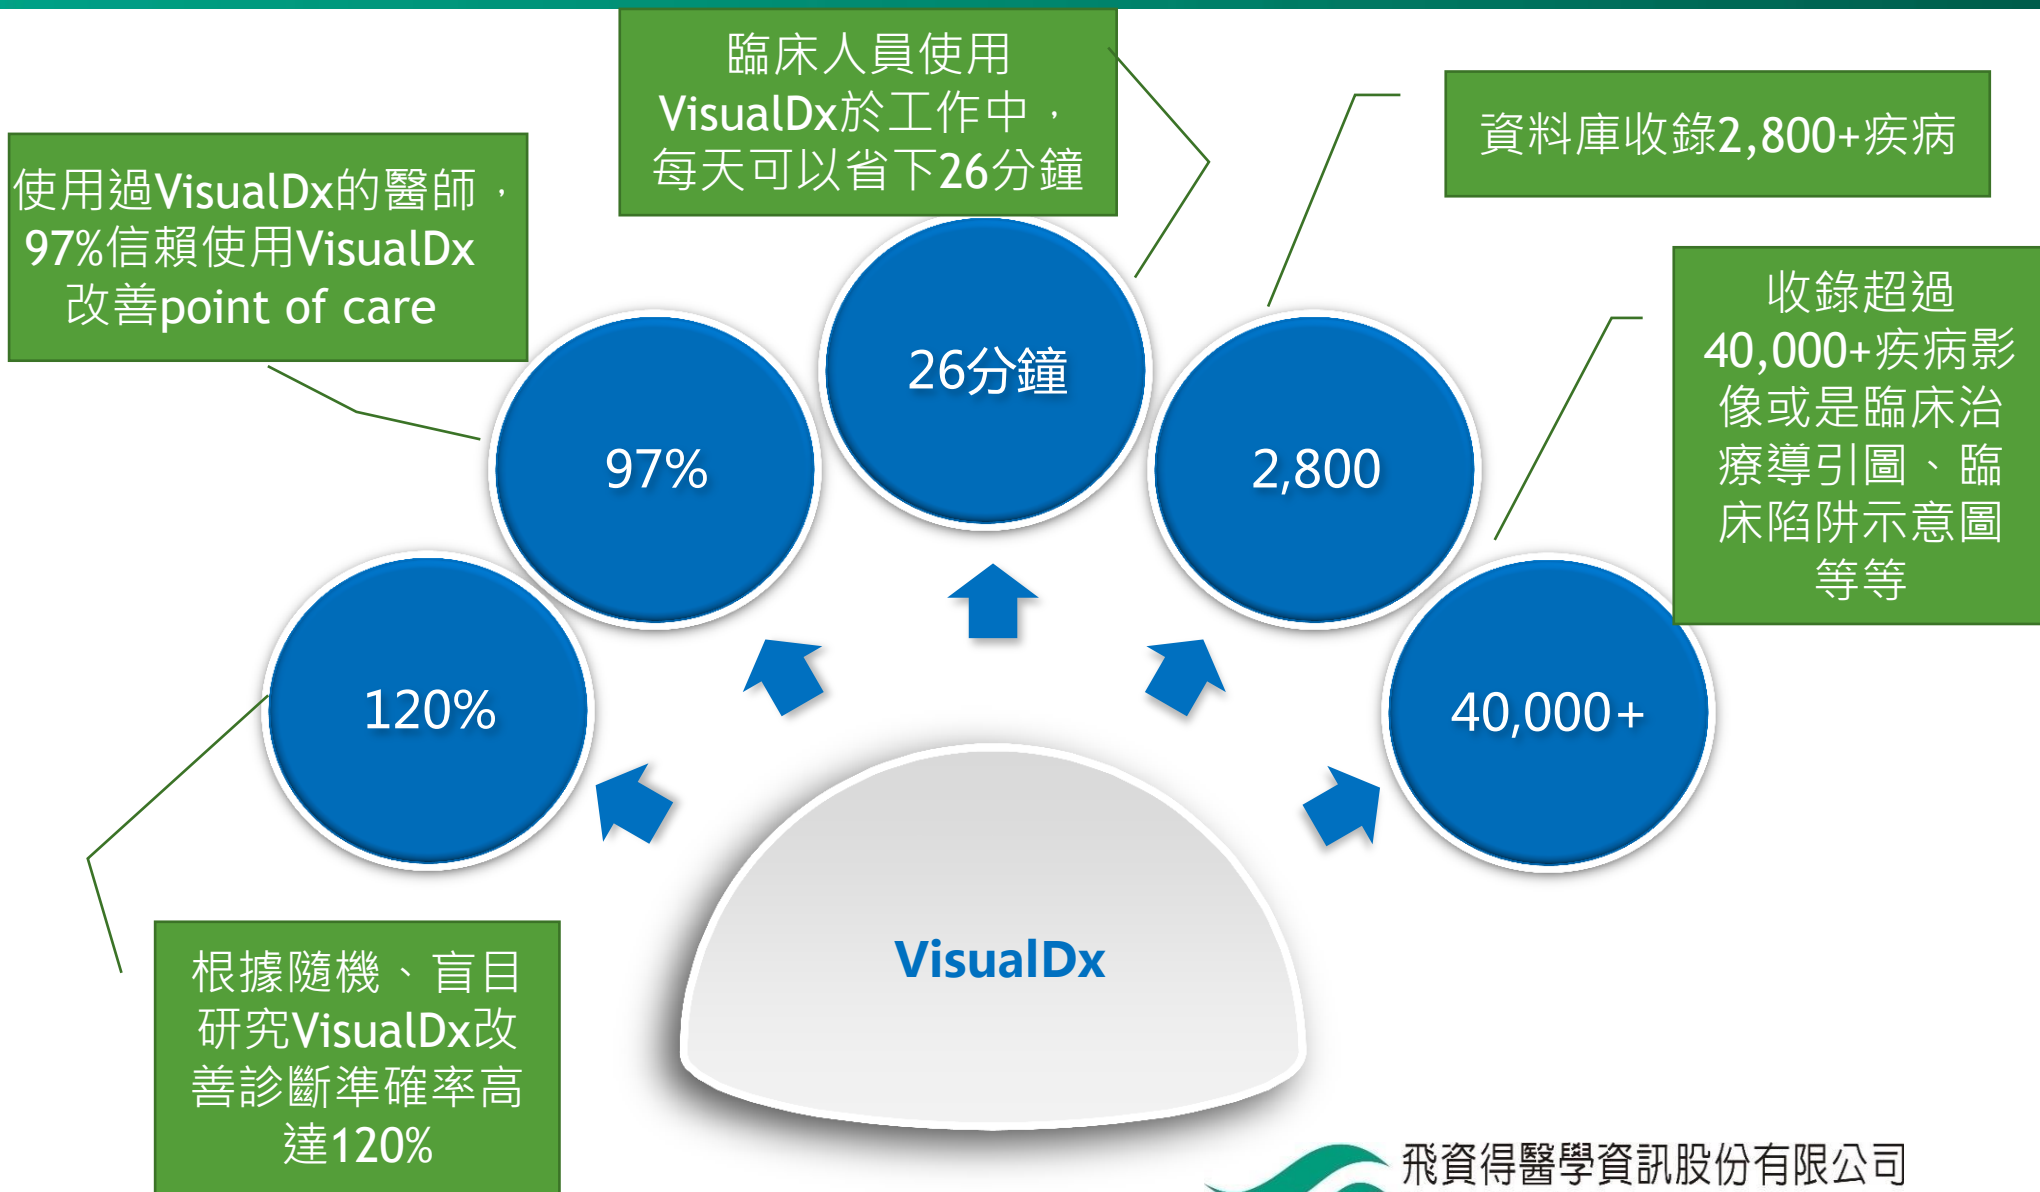 臨床人員使用
VisualDx於工作中，
每天可以省下26分鐘
資料庫收錄2,800+疾病
使用過VisualDx的醫師，
97%信賴使用VisualDx
改善point of care
收錄超過
40,000+疾病影
像或是臨床治
療導引圖、臨
床陷阱示意圖
等等
26分鐘
97%
2,800
120%
40,000+
VisualDx
根據隨機、盲目
研究VisualDx改
善診斷準確率高
達120%
飛資得醫學資訊股份有限公司